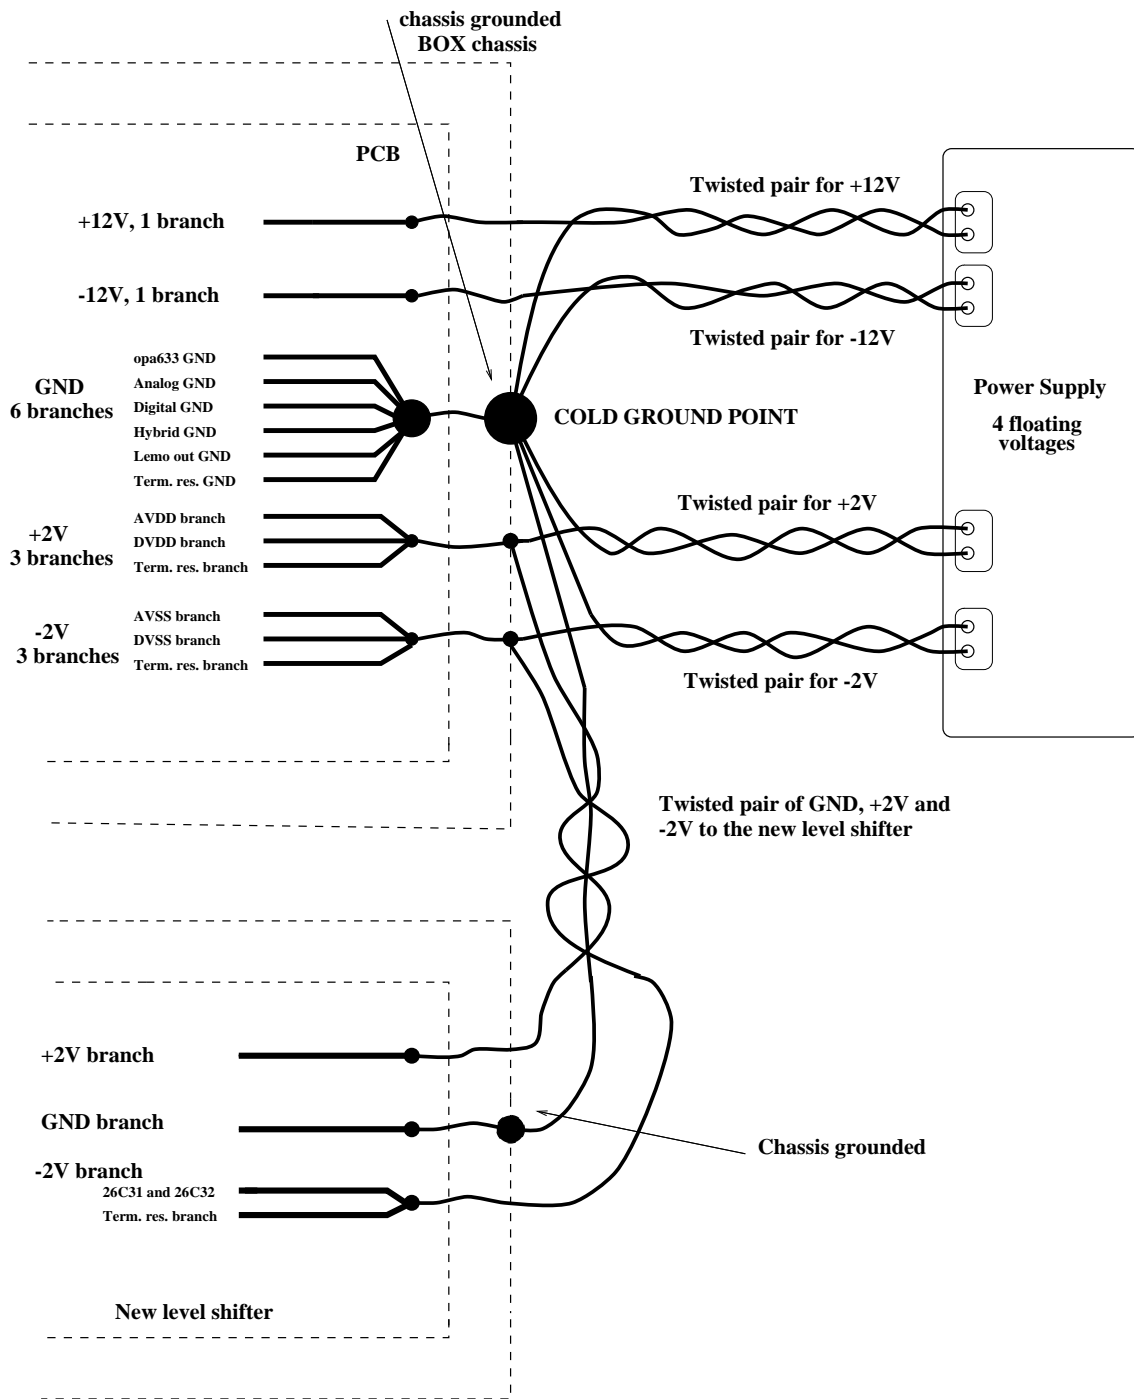 chassis grounded
BOX chassis
PCB
Twisted pair for +12V
+12V, 1 branch
-12V, 1 branch
Twisted pair for -12V
opa633 GND
Analog GND
Digital GND
Hybrid GND
Lemo out GND
Term. res. GND
GND
6 branches
COLD GROUND POINT
Power Supply
4 floating
voltages
Twisted pair for +2V
AVDD branch
DVDD branch
Term. res. branch
+2V
3 branches
AVSS branch
DVSS branch
Term. res. branch
-2V
3 branches
Twisted pair for -2V
Twisted pair of GND, +2V and
-2V to the new level shifter
+2V branch
GND branch
Chassis grounded
-2V branch
26C31 and 26C32
Term. res. branch
New level shifter